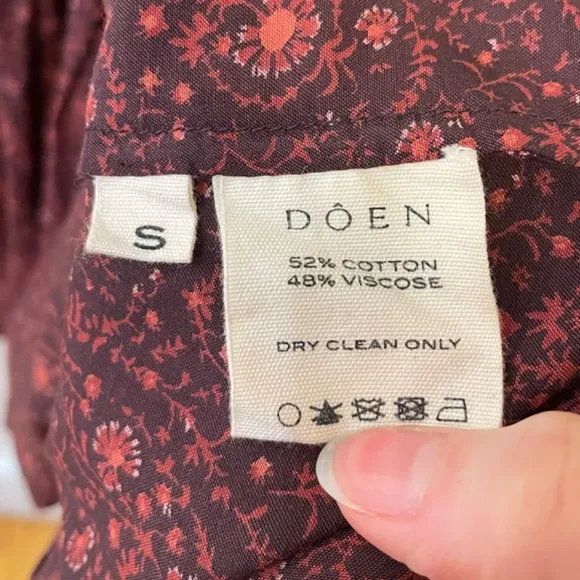 S
DÔEN
52% COTTON
48% VISCOSE
DRY CLEAN ONLY